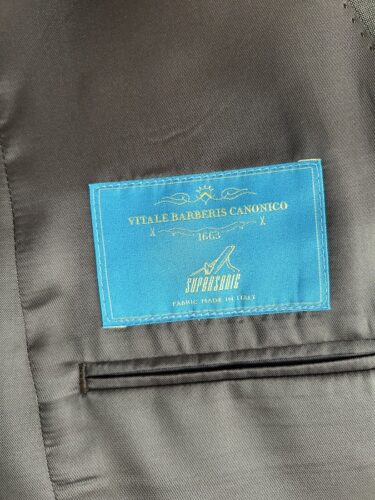 VITALE BARBERIS CANONICO
1663
SUPERSONIC
FABRIC MADE IN ITALY